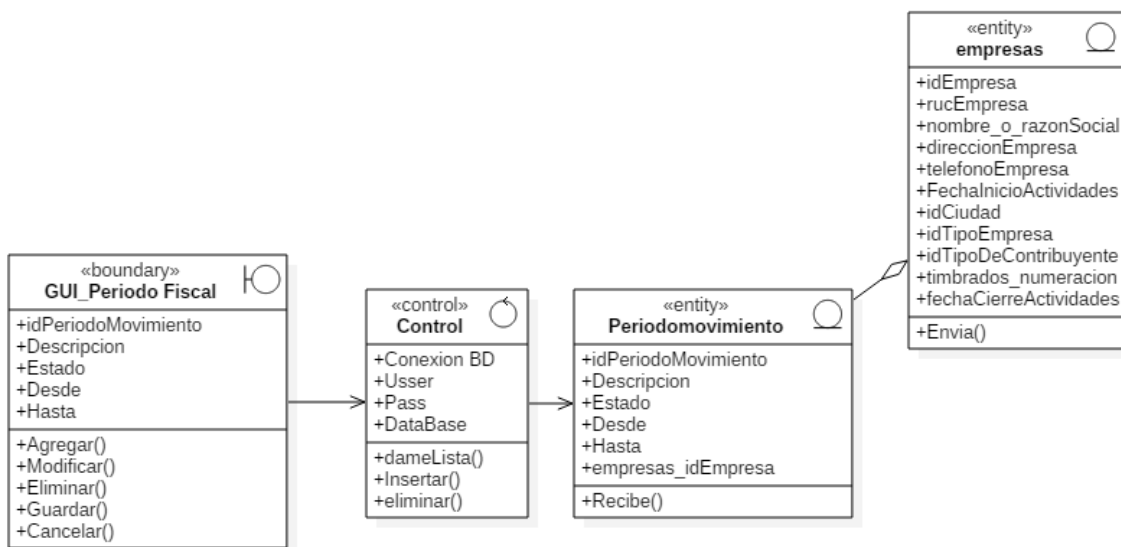 «boundary»
GUI_Periodo Fiscal
+idPeriodoMovimiento
+Descripcion
+Estado
+Desde
+Hasta
+Agregar()
+Modificar()
+Eliminar()
+Guardar()
+Cancelar()
«control»
Control
+Conexion BD
+Usser
+Pass
+DataBase
+dameLista()
+Insertar()
+eliminar()
«entity»
Periodomovimiento
+idPeriodoMovimiento
+Descripcion
+Estado
+Desde
+Hasta
+empresas_idEmpresa
+Recibe()
«entity»
empresas
+idEmpresa
+rucEmpresa
+nombre_o_razonSocial
+direccionEmpresa
+telefonoEmpresa
+FechaInicioActividades
+idCiudad
+idTipoEmpresa
+idTipoDeContribuyente
+timbrados_numeracion
+fechaCierreActividades
+Envia()